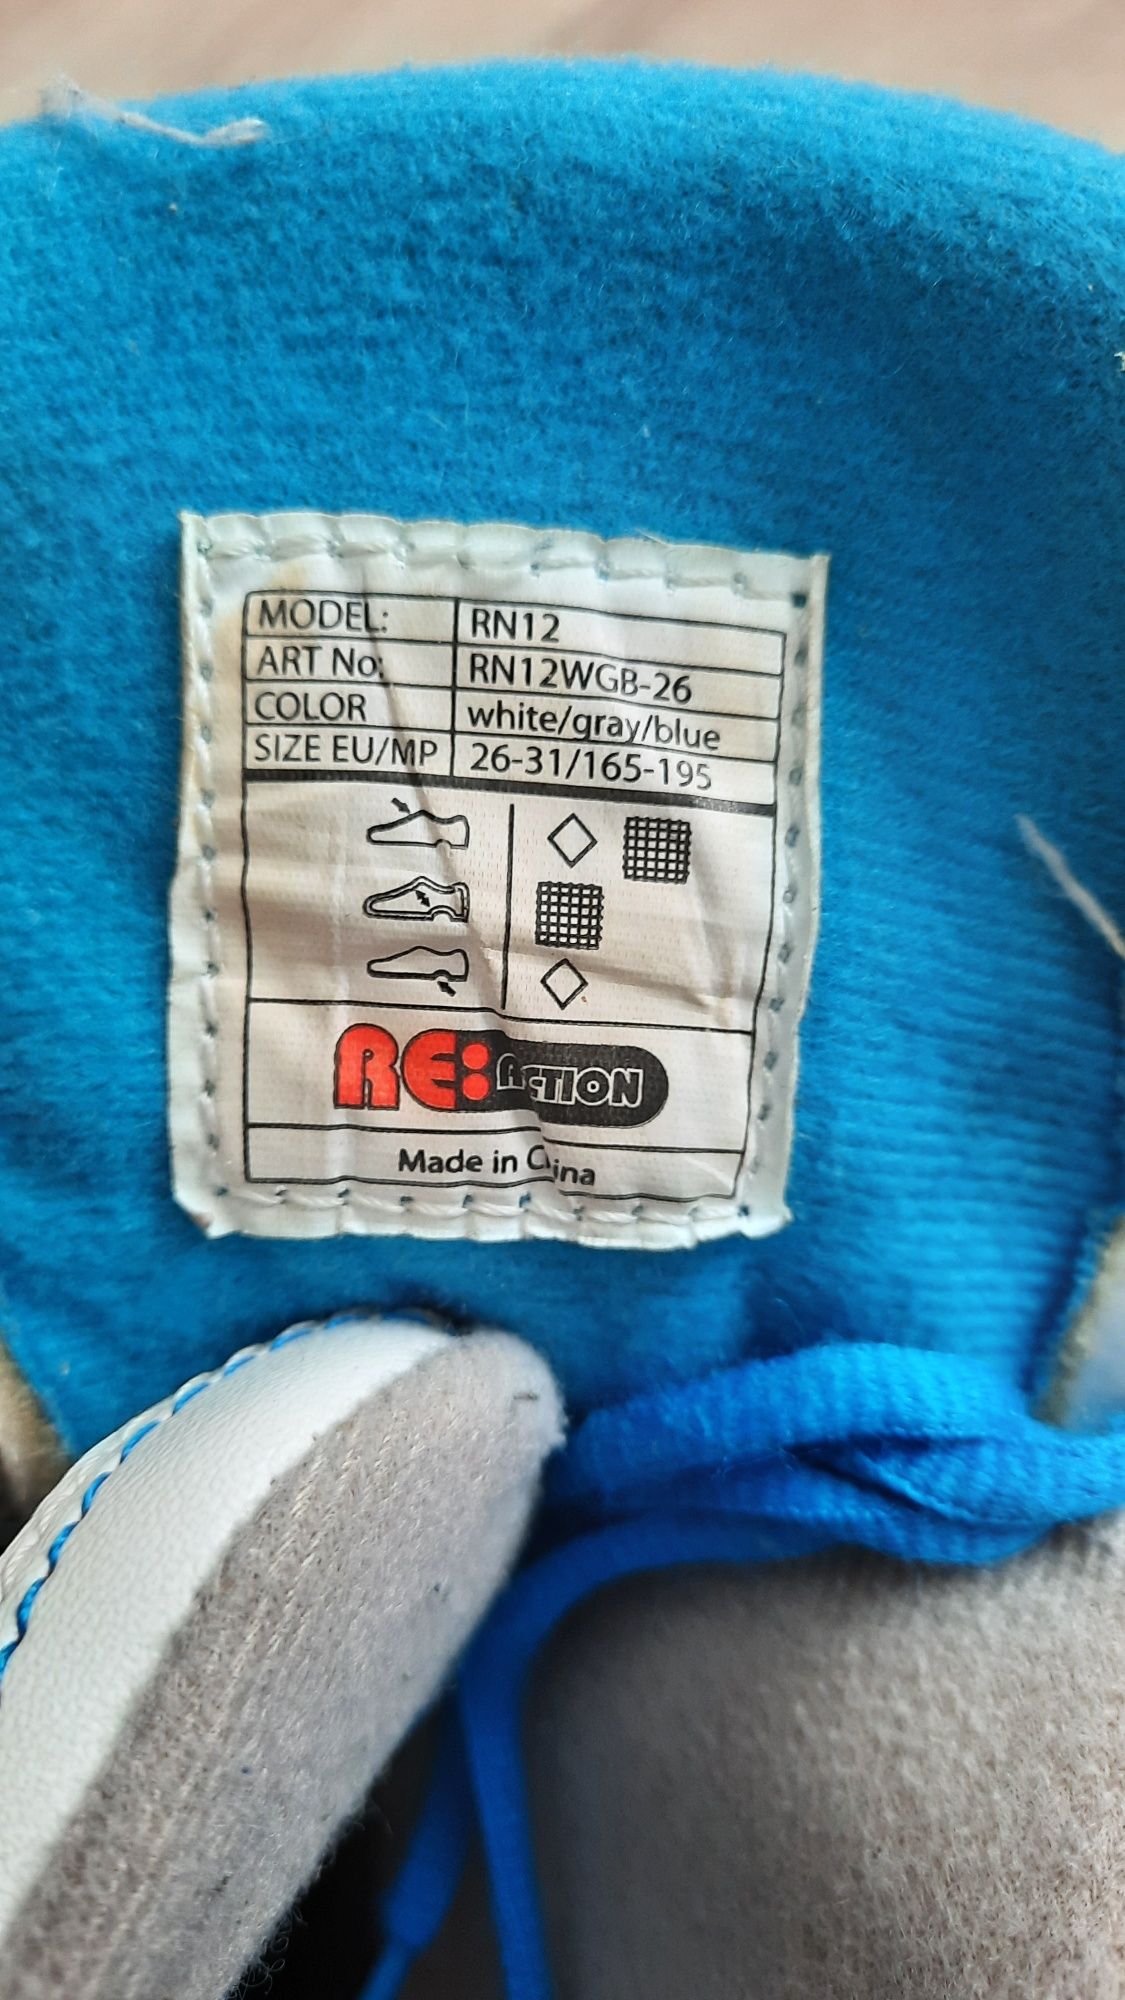 MODEL: RN12
ART No: RN12WGB-26
COLOR white/gray/blue
SIZE EU/MP 26-31/165-195
RE:ACTION
Made in China